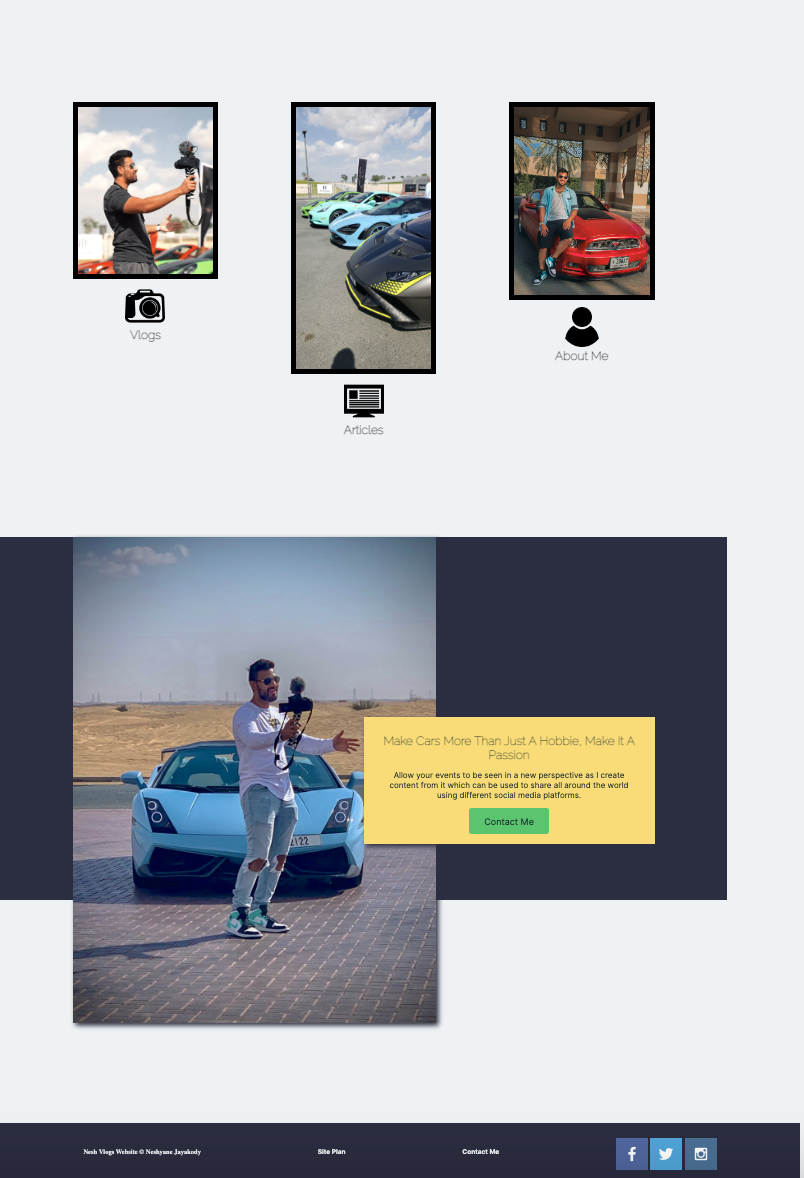 Vlogs
About Me
Articles
Make Cars More Than Just A Hobbie, Make It A
Passion
Allow your events to be seen in a new perspective as I create
content from it which can be used to share all around the world
using different social media platforms.
Contact Me
Nesh Vlogs Website © Neshyane Jayakody
Site Plan
Contact Me